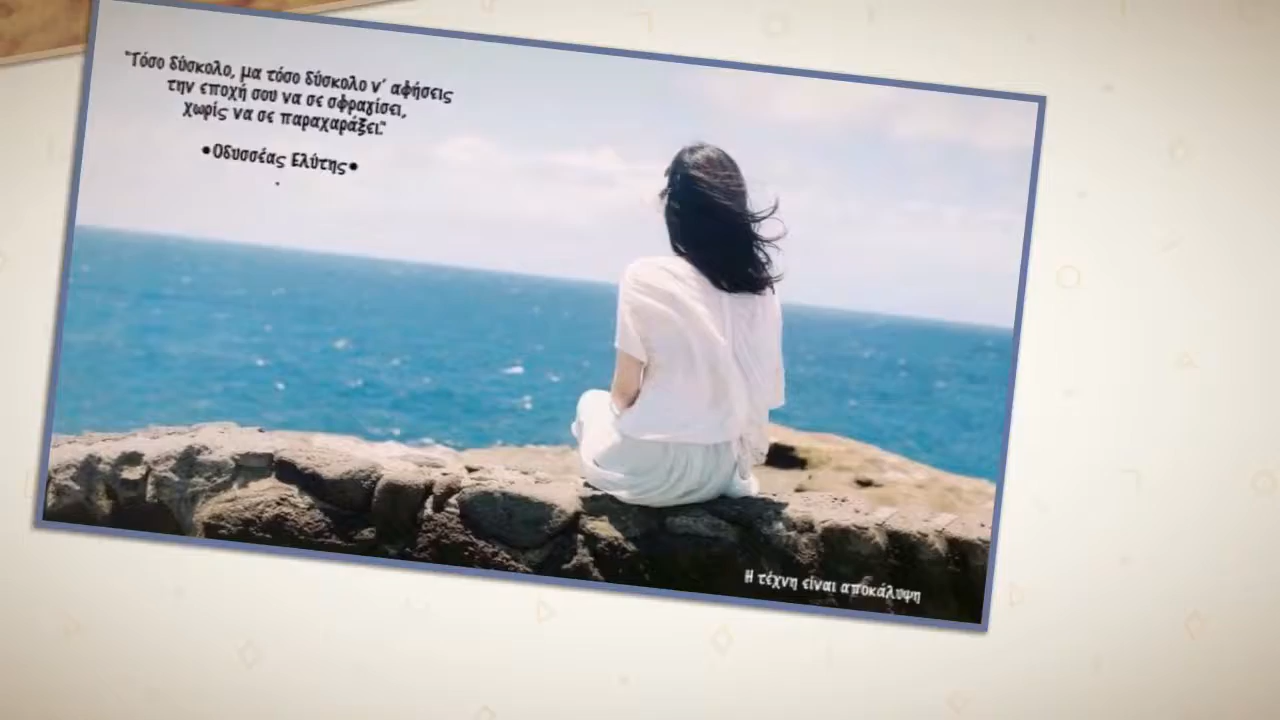 "Τόσο δύσκολο, μα τόσο δύσκολο ν' αφήσεις
την εποχή σου να σε σφραγίσει,
χωρίς να σε παραχαράξει."
•Οδυσσέας Ελύτης•
.
Η τέχνη είναι αποκάλυψη